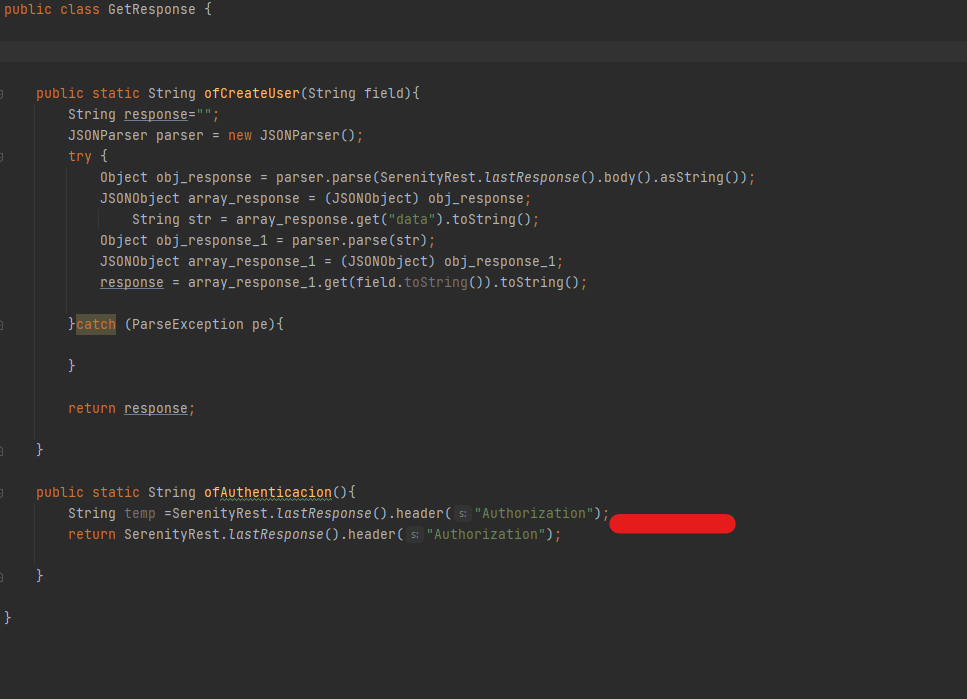 public class GetResponse {
public static String ofCreateUser(String field){
String response="";
JSONParser parser = new JSONParser();
try {
Object obj_response = parser.parse(SerenityRest.lastResponse().body().asString());
JSONObject array_response = (JSONObject) obj_response;
String str = array_response.get("data").toString();
Object obj_response_1 = parser.parse(str);
JSONObject array_response_1 = (JSONObject) obj_response_1;
response = array_response_1.get(field.toString()).toString();
}catch (ParseException pe){
}
return response;
}
public static String ofAuthenticacion(){
String temp =SerenityRest.lastResponse().header( s: "Authorization");
return SerenityRest.lastResponse().header( s: "Authorization");
}
}